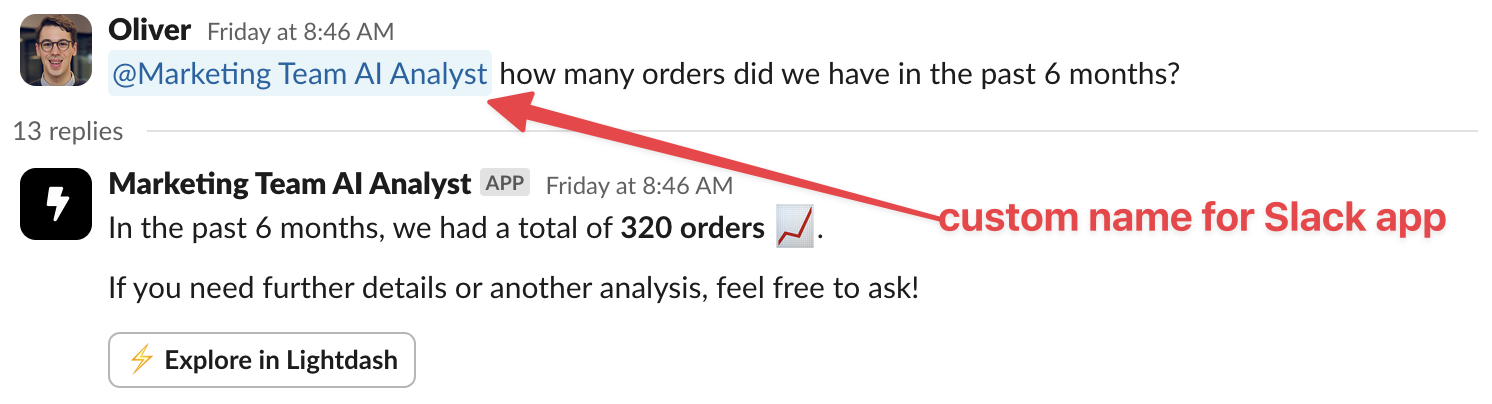 Oliver Friday at 8:46 AM
@Marketing Team AI Analyst how many orders did we have in the past 6 months?
13 replies
Marketing Team AI Analyst APP Friday at 8:46 AM
In the past 6 months, we had a total of 320 orders 📈.
custom name for Slack app
If you need further details or another analysis, feel free to ask!
⚡ Explore in Lightdash